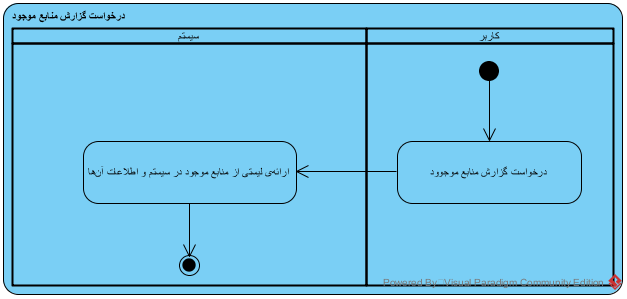 درخواست گزارش منابع موجود
کاربر
سیستم
درخواست گزارش منابع موجوود
ارائه‌ی لیستی از منابع موجود در سیستم و اطلاعات آن‌ها
Powered By Visual Paradigm Community Edition